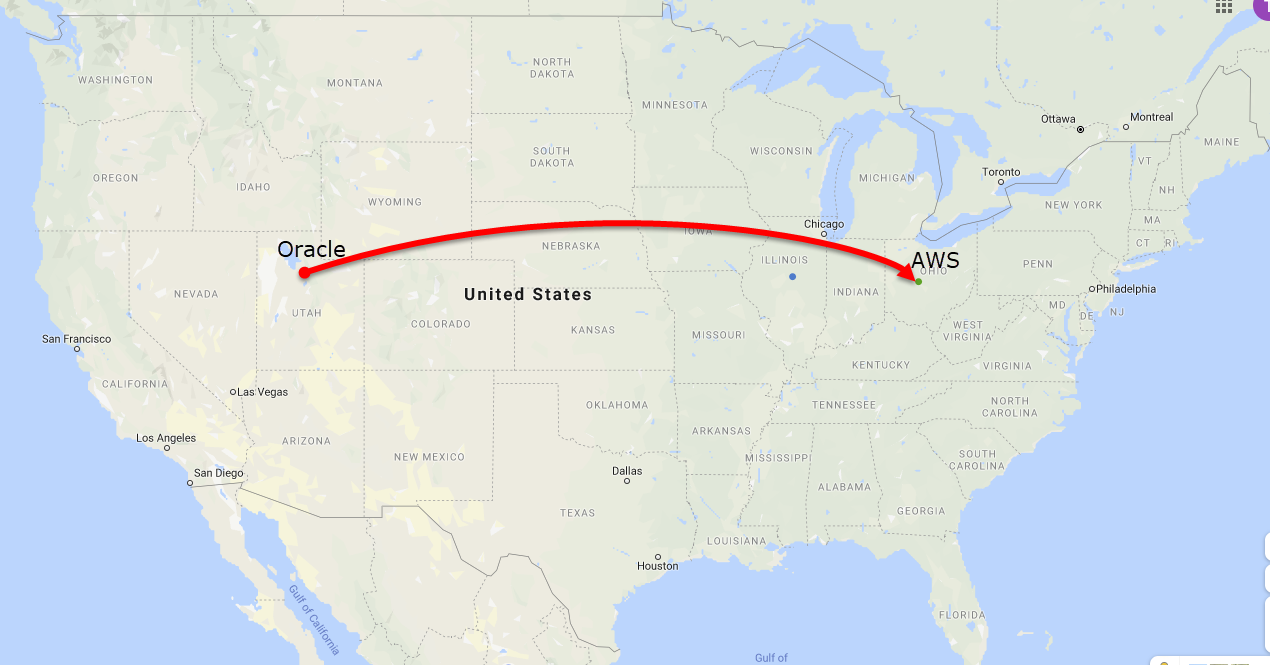 WASHINGTON
MONTANA
NORTH
DAKOTA
MINNESOTA
Ottawa
Montreal
MAINE
OREGON
IDAHO
SOUTH
DAKOTA
WISCONSIN
MICHIGAN
Toronto
VT
NH
WYOMING
NEW YORK
MA
CT
RI
Oracle
NEBRASKA
IOWA
Chicago
ILLINOIS
AWS
OHIO
PENN
NEVADA
UTAH
United States
INDIANA
Philadelphia
MD
DE
NJ
San Francisco
COLORADO
KANSAS
MISSOURI
WEST
VIRGINIA
KENTUCKY
VIRGINIA
CALIFORNIA
Las Vegas
OKLAHOMA
TENNESSEE
NORTH
CAROLINA
Los Angeles
ARIZONA
NEW MEXICO
ARKANSAS
MISSISSIPPI
SOUTH
CAROLINA
San Diego
Dallas
ALABAMA
TEXAS
GEORGIA
LOUISIANA
Houston
Gulf of California
FLORIDA
Gulf of